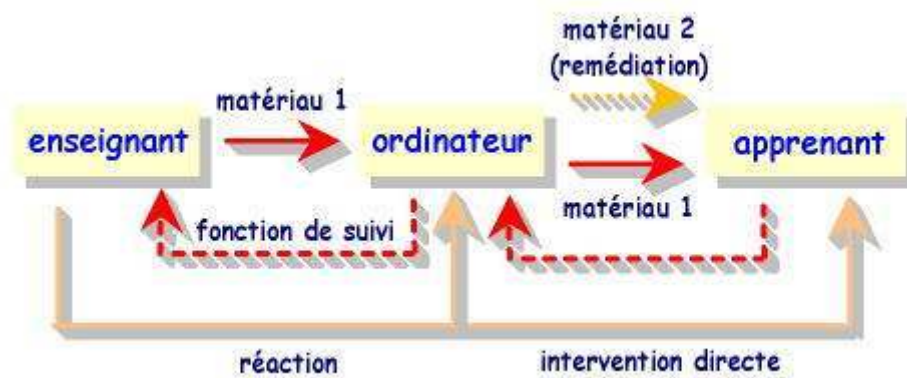 matériau 2
(remédiation)
matériau 1
enseignant
ordinateur
apprenant
matériau 1
fonction de suivi
réaction
intervention directe